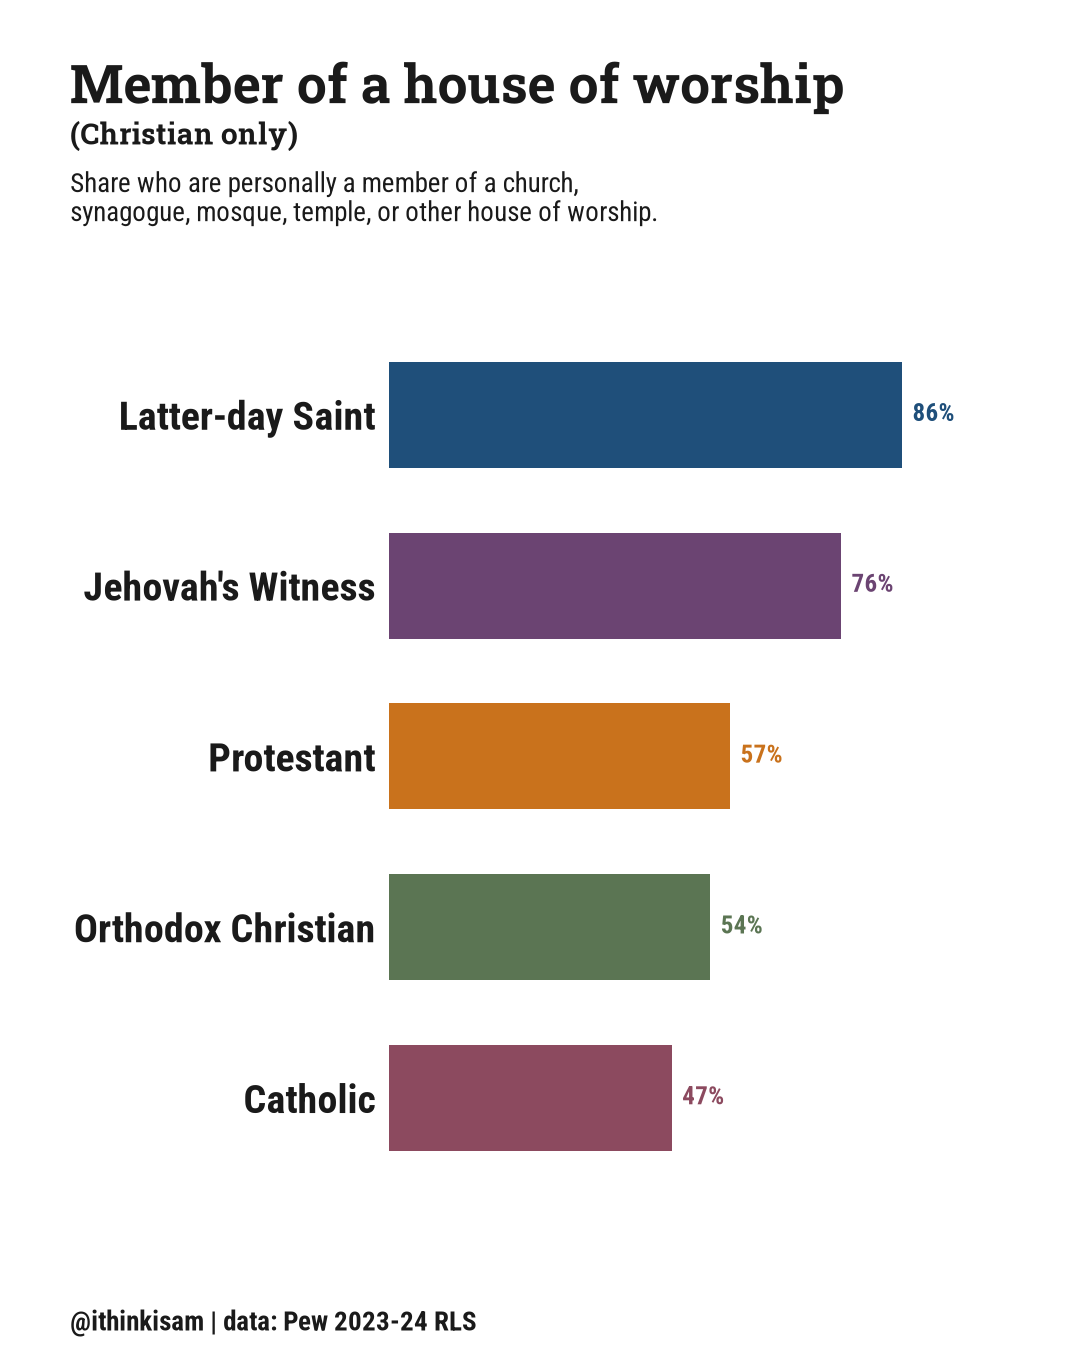 Member of a house of worship
(Christian only)
Share who are personally a member of a church,
synagogue, mosque, temple, or other house of worship.
Latter-day Saint 86%
Jehovah's Witness 76%
Protestant 57%
Orthodox Christian 54%
Catholic 47%
@ithinkisam | data: Pew 2023-24 RLS